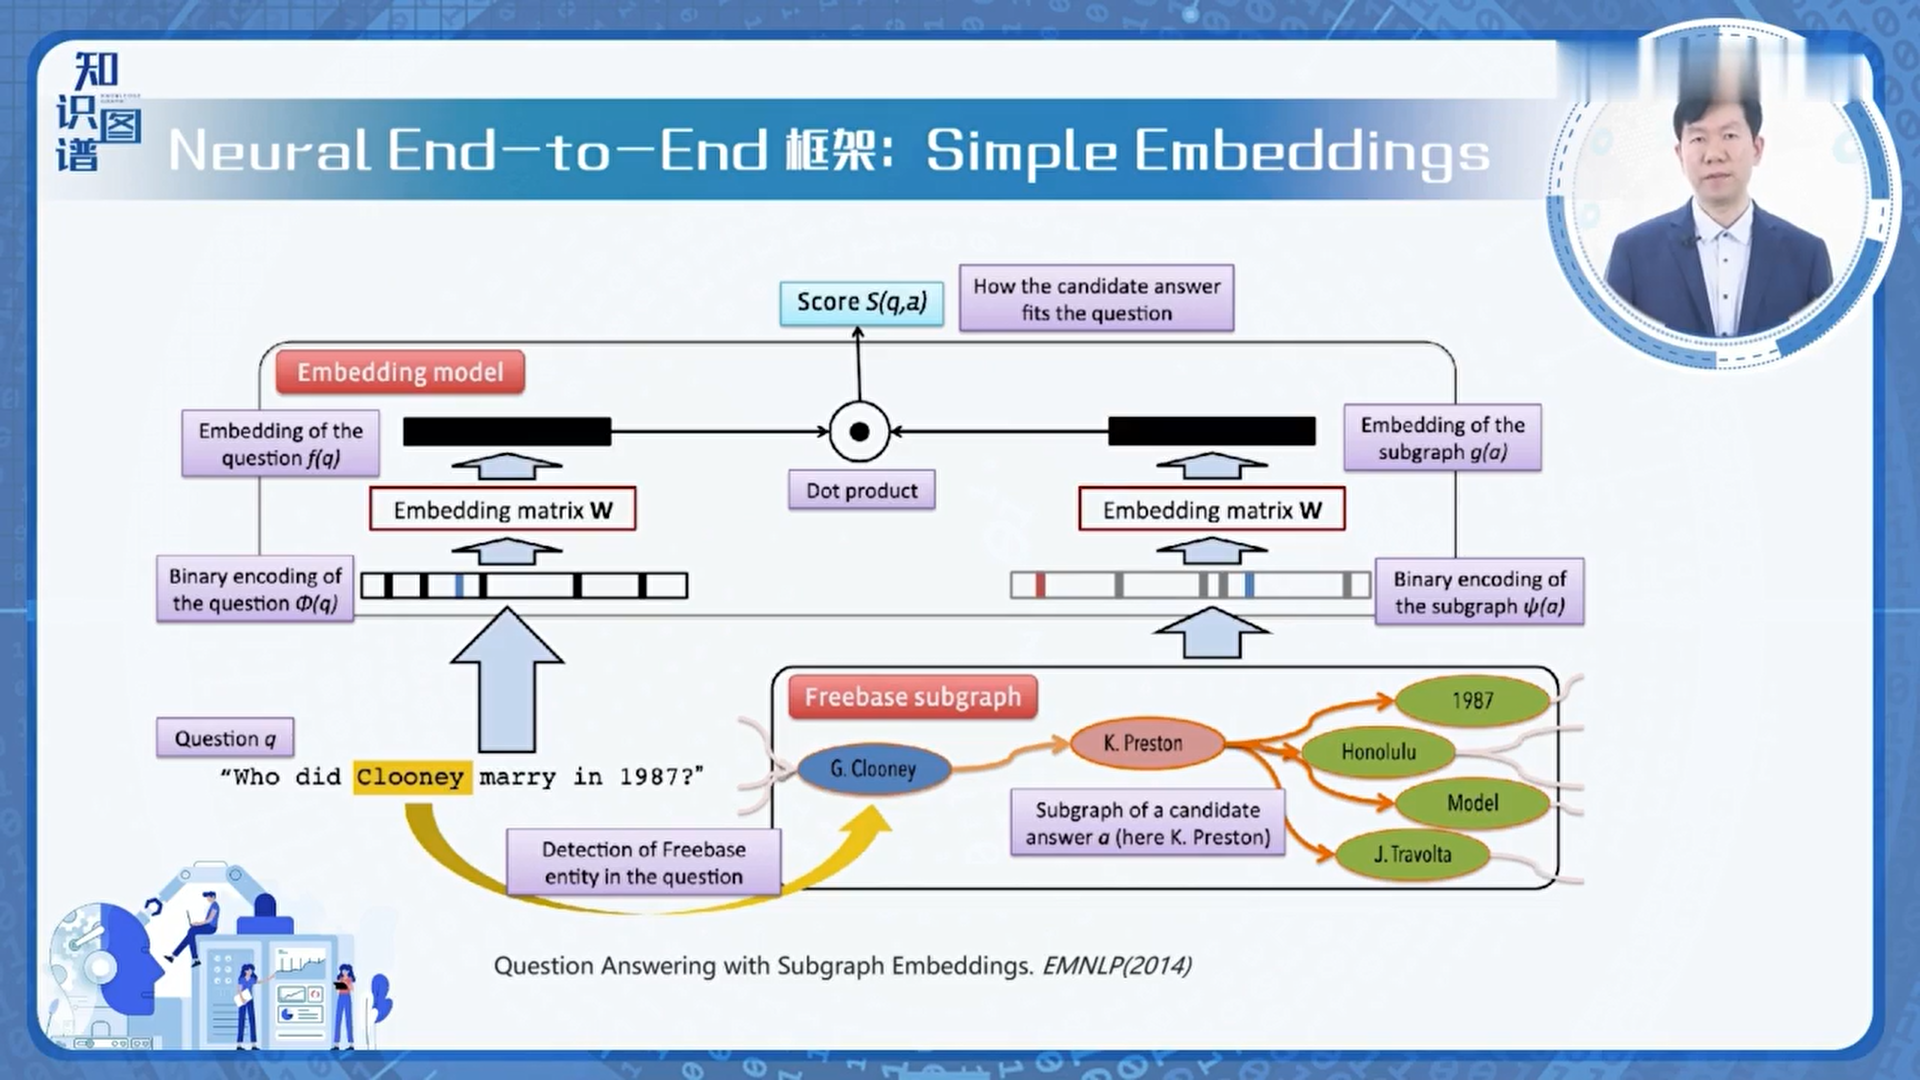 知识图谱
Neural End-to-End 框架：Simple Embeddings
Score S(q,a)
How the candidate answer
fits the question
Embedding model
Embedding of the
question f(q)
Embedding of the
subgraph g(a)
Dot product
Embedding matrix W
Embedding matrix W
Binary encoding of
the question Φ(q)
Binary encoding of
the subgraph ψ(a)
Freebase subgraph
Question q
“Who did Clooney marry in 1987?”
G. Clooney
K. Preston
1987
Honolulu
Model
J. Travolta
Subgraph of a candidate
answer a (here K. Preston)
Detection of Freebase
entity in the question
Question Answering with Subgraph Embeddings. EMNLP(2014)